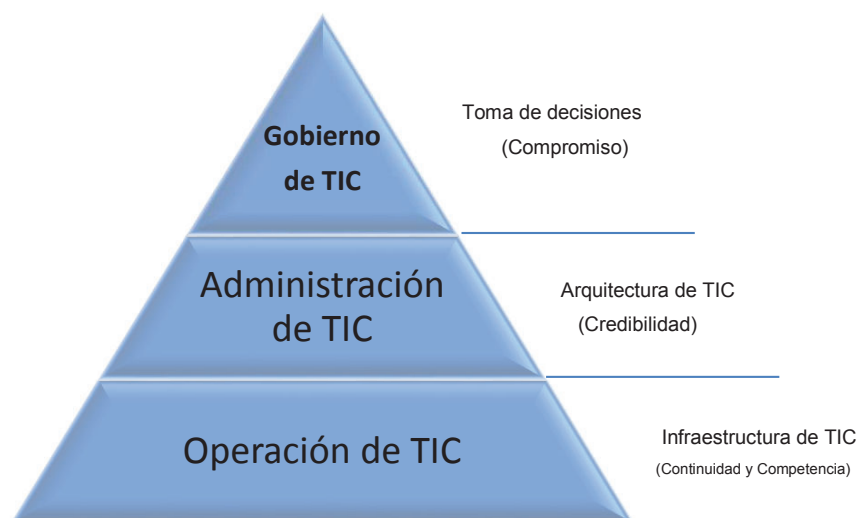 Gobierno
de TIC
Toma de decisiones
(Compromiso)
Administración
de TIC
Arquitectura de TIC
(Credibilidad)
Operación de TIC
Infraestructura de TIC
(Continuidad y Competencia)